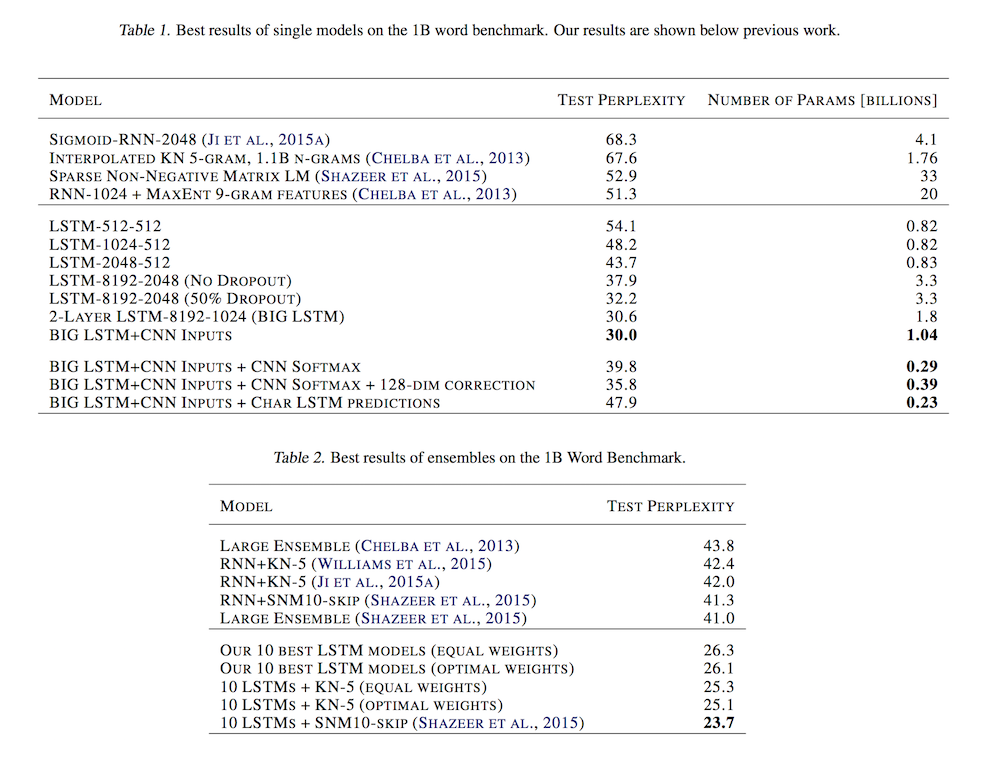 Table 1. Best results of single models on the 1B word benchmark. Our results are shown below previous work.
MODEL TEST PERPLEXITY NUMBER OF PARAMS [BILLIONS]
SIGMOID-RNN-2048 (JI ET AL., 2015A) 68.3 4.1
INTERPOLATED KN 5-GRAM, 1.1B N-GRAMS (CHELBA ET AL., 2013) 67.6 1.76
SPARSE NON-NEGATIVE MATRIX LM (SHAZEER ET AL., 2015) 52.9 33
RNN-1024 + MAXENT 9-GRAM FEATURES (CHELBA ET AL., 2013) 51.3 20
LSTM-512-512 54.1 0.82
LSTM-1024-512 48.2 0.82
LSTM-2048-512 43.7 0.83
LSTM-8192-2048 (NO DROPOUT) 37.9 3.3
LSTM-8192-2048 (50% DROPOUT) 32.2 3.3
2-LAYER LSTM-8192-1024 (BIG LSTM) 30.6 1.8
BIG LSTM+CNN INPUTS 30.0 1.04
BIG LSTM+CNN INPUTS + CNN SOFTMAX 39.8 0.29
BIG LSTM+CNN INPUTS + CNN SOFTMAX + 128-DIM CORRECTION 35.8 0.39
BIG LSTM+CNN INPUTS + CHAR LSTM PREDICTIONS 47.9 0.23
Table 2. Best results of ensembles on the 1B Word Benchmark.
MODEL TEST PERPLEXITY
LARGE ENSEMBLE (CHELBA ET AL., 2013) 43.8
RNN+KN-5 (WILLIAMS ET AL., 2015) 42.4
RNN+KN-5 (JI ET AL., 2015A) 42.0
RNN+SNM10-SKIP (SHAZEER ET AL., 2015) 41.3
LARGE ENSEMBLE (SHAZEER ET AL., 2015) 41.0
OUR 10 BEST LSTM MODELS (EQUAL WEIGHTS) 26.3
OUR 10 BEST LSTM MODELS (OPTIMAL WEIGHTS) 26.1
10 LSTMS + KN-5 (EQUAL WEIGHTS) 25.3
10 LSTMS + KN-5 (OPTIMAL WEIGHTS) 25.1
10 LSTMS + SNM10-SKIP (SHAZEER ET AL., 2015) 23.7